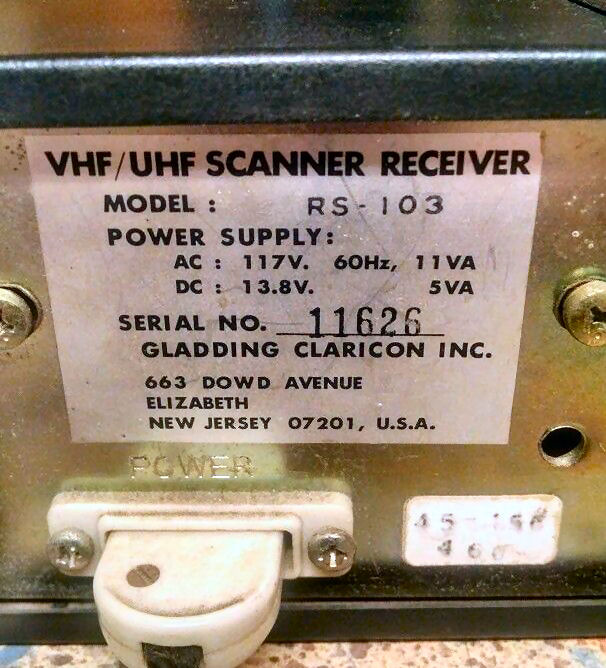 VHF/UHF SCANNER RECEIVER
MODEL : RS-103
POWER SUPPLY:
AC : 117V. 60Hz, 11VA
DC : 13.8V. 5VA
SERIAL NO. 11626
GLADDING CLARICON INC.
663 DOWD AVENUE
ELIZABETH
NEW JERSEY 07201, U.S.A.
POWER